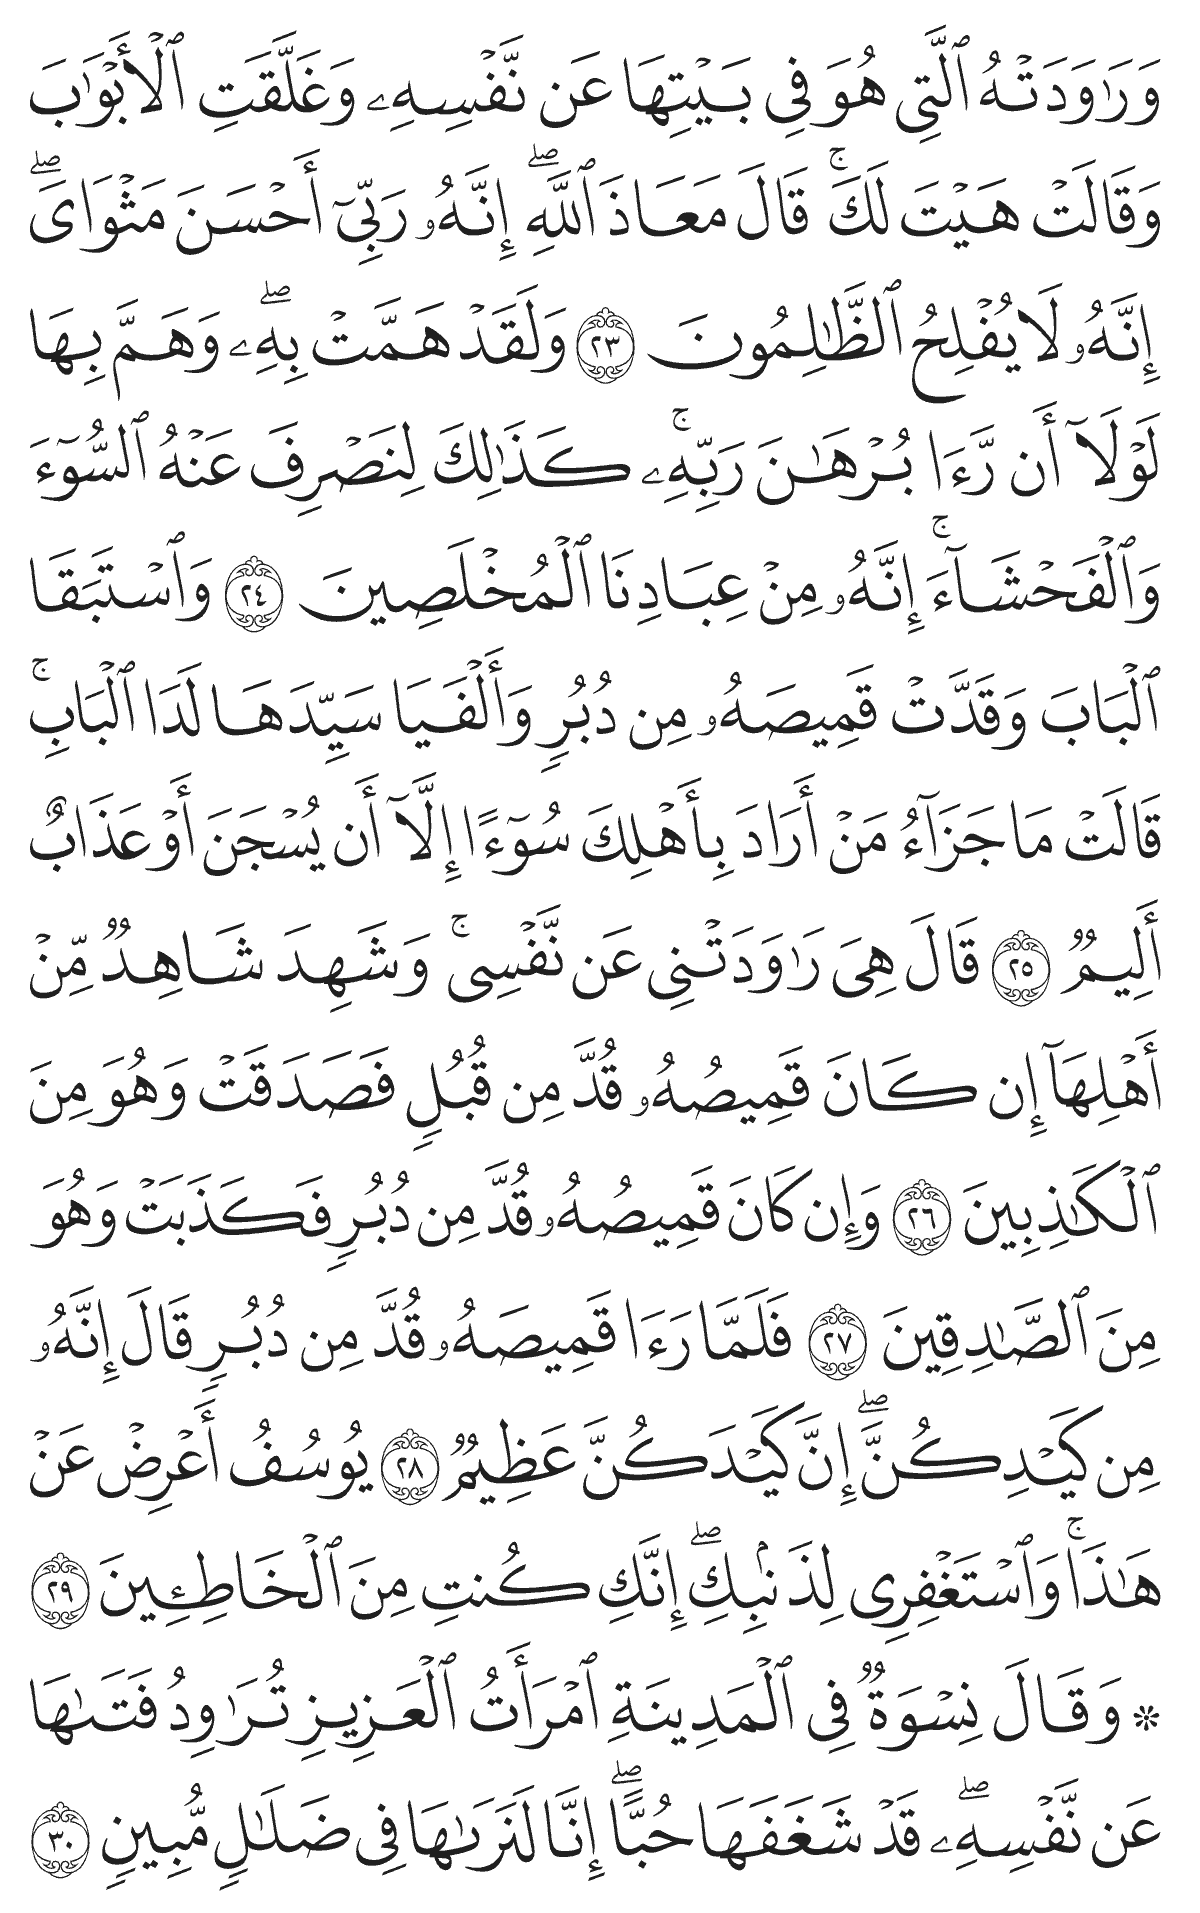 وَرَٰوَدَتۡهُ ٱلَّتِي هُوَ فِي بَيۡتِهَا عَن نَّفۡسِهِۦ وَغَلَّقَتِ ٱلۡأَبۡوَٰبَ
وَقَالَتۡ هَيۡتَ لَكَۚ قَالَ مَعَاذَ ٱللَّهِۖ إِنَّهُۥ رَبِّيٓ أَحۡسَنَ مَثۡوَايَۖ
إِنَّهُۥ لَا يُفۡلِحُ ٱلظَّٰلِمُونَ ٢٣ وَلَقَدۡ هَمَّتۡ بِهِۦۖ وَهَمَّ بِهَا
لَوۡلَآ أَن رَّءَا بُرۡهَٰنَ رَبِّهِۦۚ كَذَٰلِكَ لِنَصۡرِفَ عَنۡهُ ٱلسُّوٓءَ
وَٱلۡفَحۡشَآءَۚ إِنَّهُۥ مِنۡ عِبَادِنَا ٱلۡمُخۡلَصِينَ ٢٤ وَٱسۡتَبَقَا
ٱلۡبَابَ وَقَدَّتۡ قَمِيصَهُۥ مِن دُبُرٖ وَأَلۡفَيَا سَيِّدَهَا لَدَا ٱلۡبَابِۚ
قَالَتۡ مَا جَزَآءُ مَنۡ أَرَادَ بِأَهۡلِكَ سُوٓءًا إِلَّآ أَن يُسۡجَنَ أَوۡ عَذَابٌ
أَلِيمٞ ٢٥ قَالَ هِيَ رَٰوَدَتۡنِي عَن نَّفۡسِيۚ وَشَهِدَ شَاهِدٞ مِّنۡ
أَهۡلِهَآ إِن كَانَ قَمِيصُهُۥ قُدَّ مِن قُبُلٖ فَصَدَقَتۡ وَهُوَ مِنَ
ٱلۡكَٰذِبِينَ ٢٦ وَإِن كَانَ قَمِيصُهُۥ قُدَّ مِن دُبُرٖ فَكَذَبَتۡ وَهُوَ
مِنَ ٱلصَّٰدِقِينَ ٢٧ فَلَمَّا رَءَا قَمِيصَهُۥ قُدَّ مِن دُبُرٖ قَالَ إِنَّهُۥ
مِن كَيۡدِكُنَّۖ إِنَّ كَيۡدَكُنَّ عَظِيمٞ ٢٨ يُوسُفُ أَعۡرِضۡ عَنۡ
هَٰذَاۚ وَٱسۡتَغۡفِرِي لِذَنۢبِكِۖ إِنَّكِ كُنتِ مِنَ ٱلۡخَاطِـِٔينَ ٢٩
۞ وَقَالَ نِسۡوَةٞ فِي ٱلۡمَدِينَةِ ٱمۡرَأَتُ ٱلۡعَزِيزِ تُرَٰوِدُ فَتَىٰهَا
عَن نَّفۡسِهِۦۖ قَدۡ شَغَفَهَا حُبًّاۖ إِنَّا لَنَرَىٰهَا فِي ضَلَٰلٖ مُّبِينٖ ٣٠